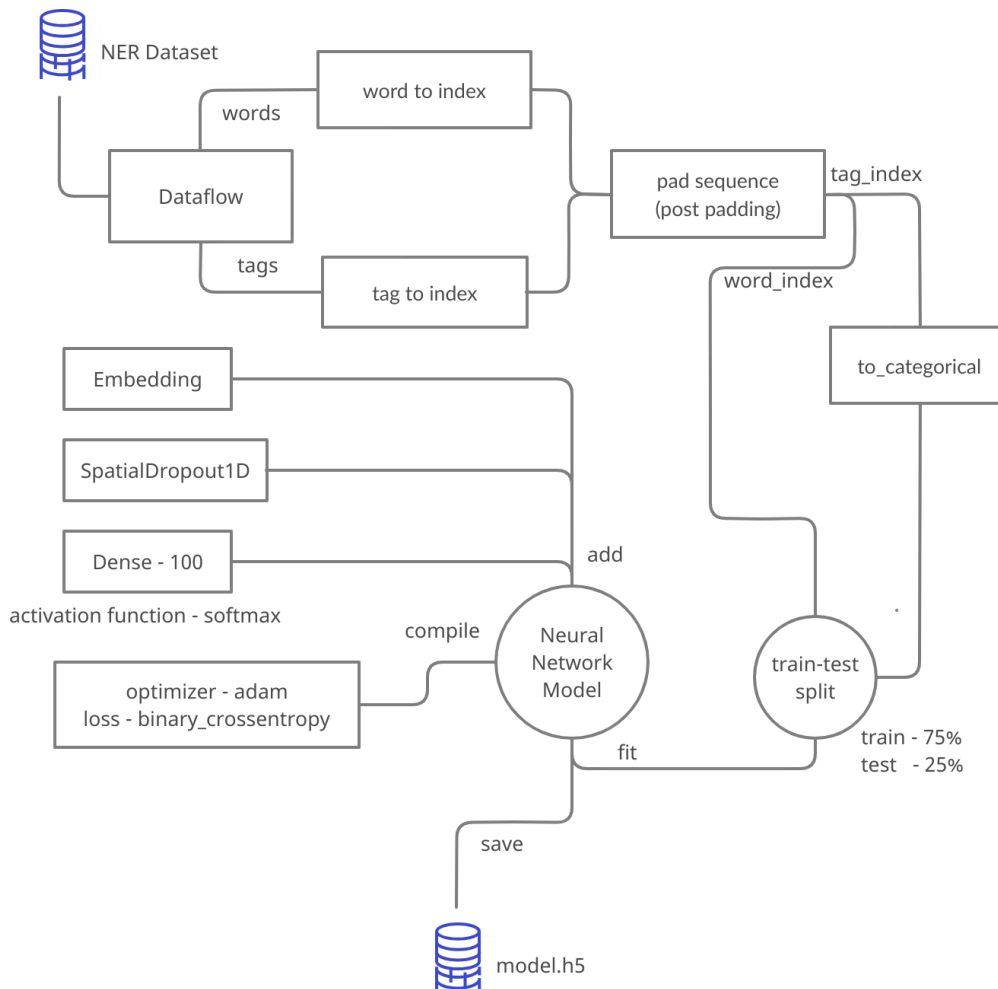 NER Dataset
words
word to index
Dataflow
tags
tag to index
pad sequence
(post padding)
tag_index
word_index
to_categorical
Embedding
SpatialDropout1D
Dense - 100
activation function - softmax
add
compile
Neural
Network
Model
optimizer - adam
loss - binary_crossentropy
train-test
split
train - 75%
test - 25%
fit
save
model.h5